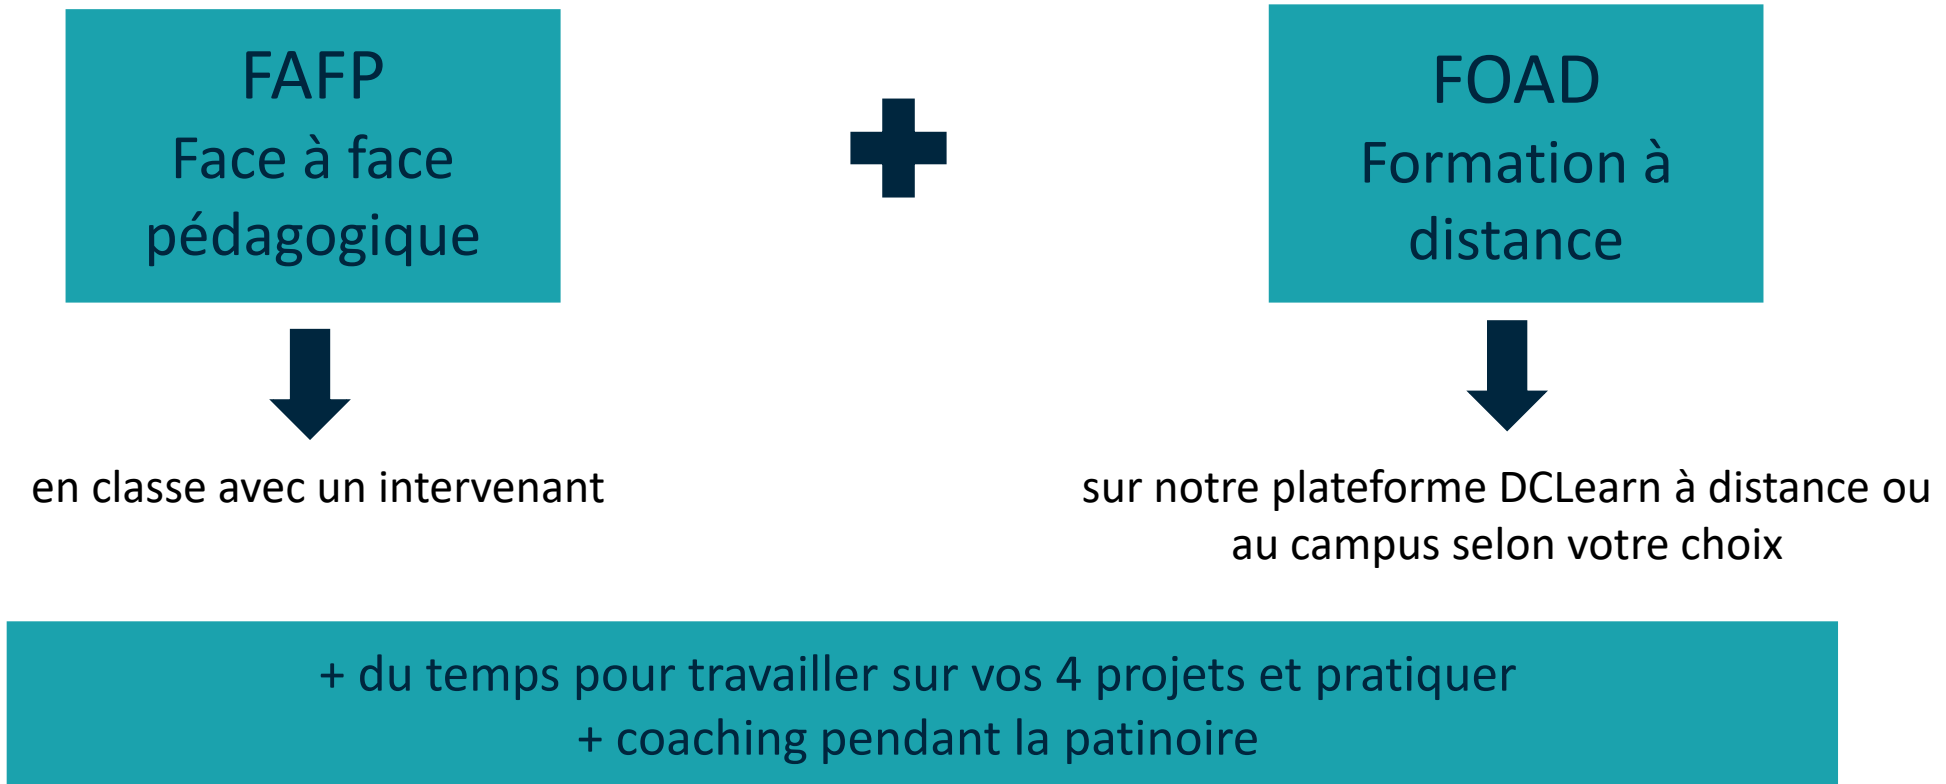 FAFP
Face à face
pédagogique
FOAD
Formation à
distance
en classe avec un intervenant
sur notre plateforme DCLearn à distance ou
au campus selon votre choix
+ du temps pour travailler sur vos 4 projets et pratiquer
+ coaching pendant la patinoire